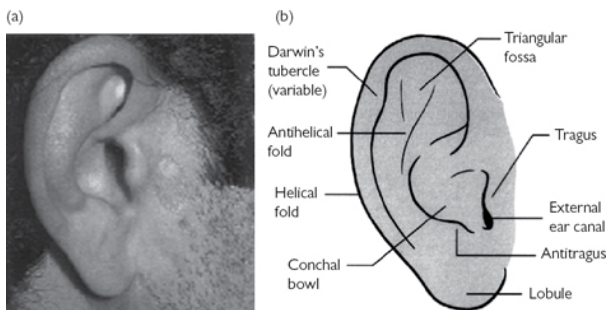 (a)
(b)
Darwin's
tubercle
(variable)
Triangular
fossa
Antihelical
fold
Tragus
Helical
fold
External
ear canal
Conchal
bowl
Antitragus
Lobule